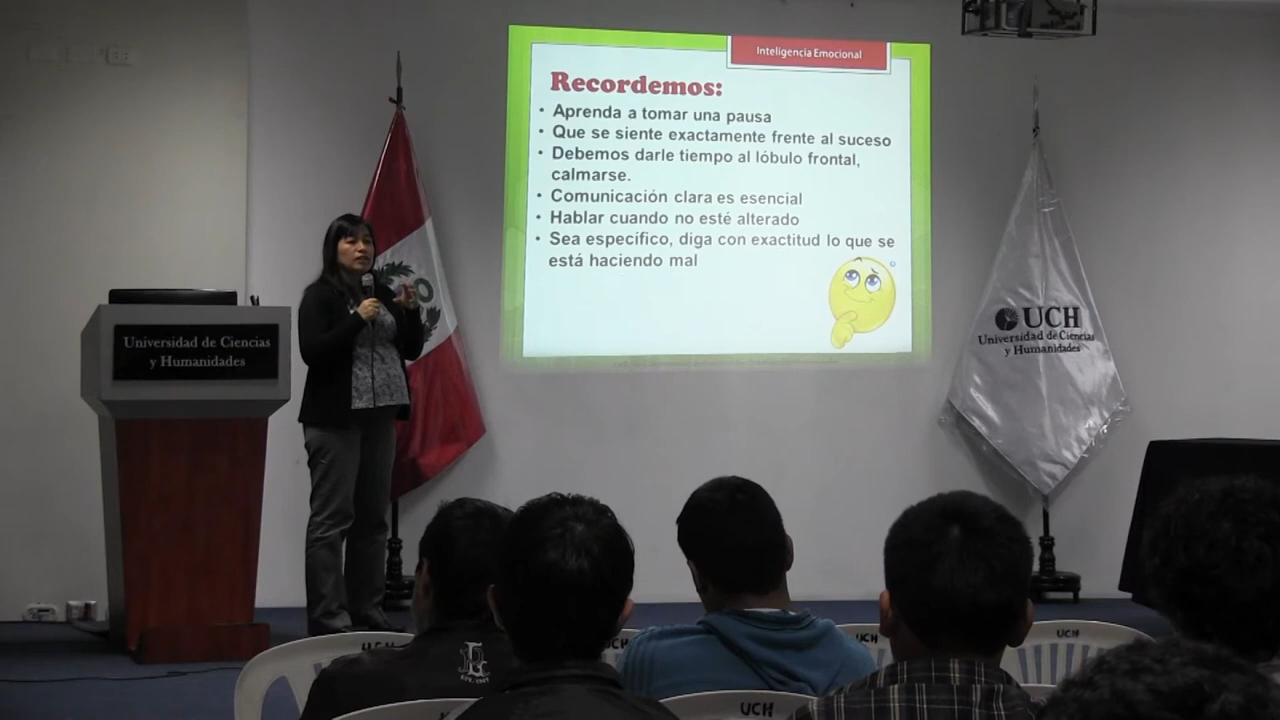 Inteligencia Emocional
Recordemos:
• Aprenda a tomar una pausa
• Que se siente exactamente frente al suceso
• Debemos darle tiempo al lóbulo frontal,
calmarse.
• Comunicación clara es esencial
• Hablar cuando no esté alterado
• Sea específico, diga con exactitud lo que se
está haciendo mal
Universidad de Ciencias
y Humanidades
UCH
Universidad de Ciencias
y Humanidades
UCH
UCH
UCH